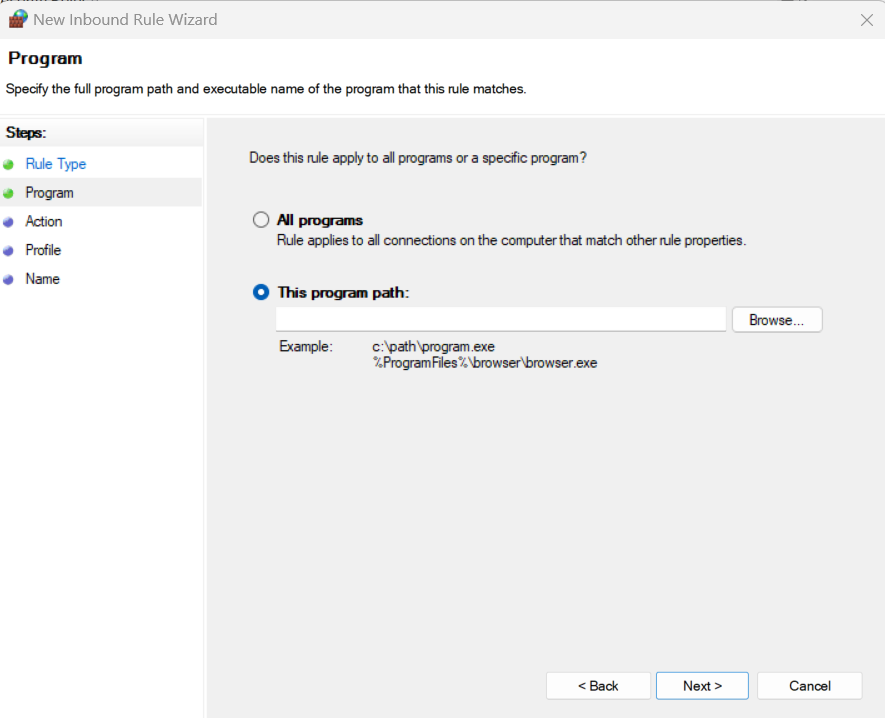 New Inbound Rule Wizard
Program
Specify the full program path and executable name of the program that this rule matches.
Steps:
Rule Type
Program
Action
Profile
Name
Does this rule apply to all programs or a specific program?
All programs
Rule applies to all connections on the computer that match other rule properties.
This program path:
Browse...
Example: c:\path\program.exe
%ProgramFiles%\browser\browser.exe
< Back Next > Cancel